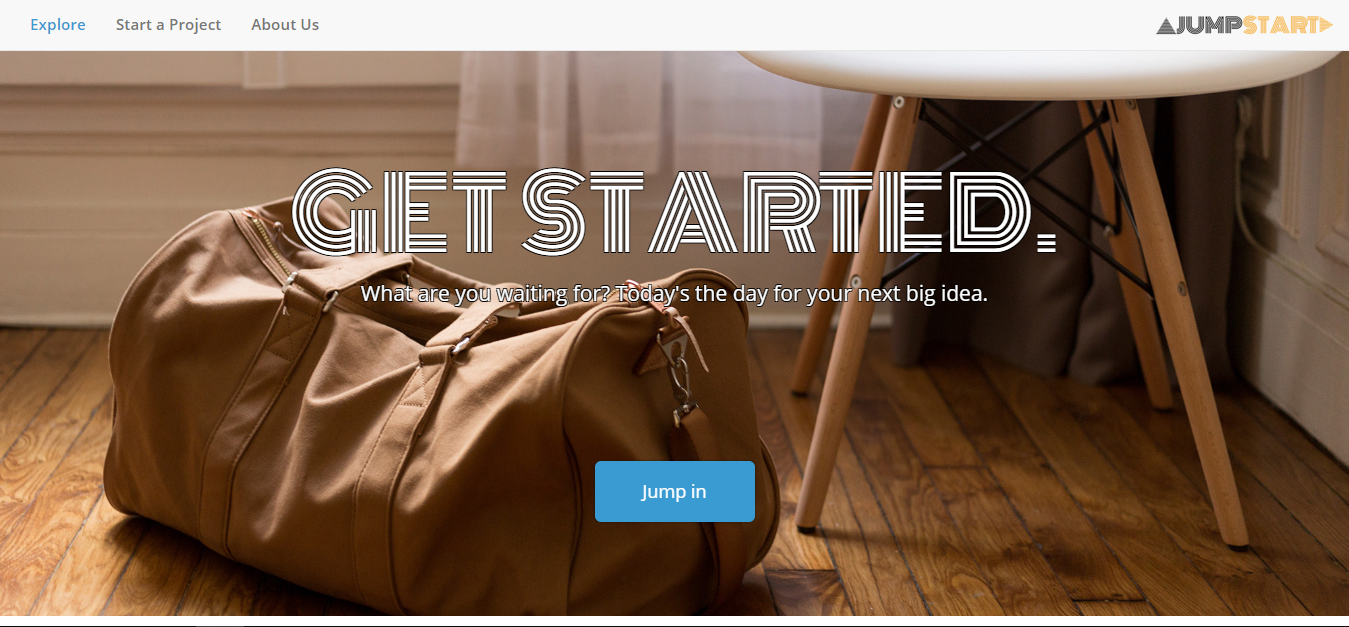 Explore Start a Project About Us JUMPSTART
GET STARTED.
What are you waiting for? Today's the day for your next big idea.
Jump in